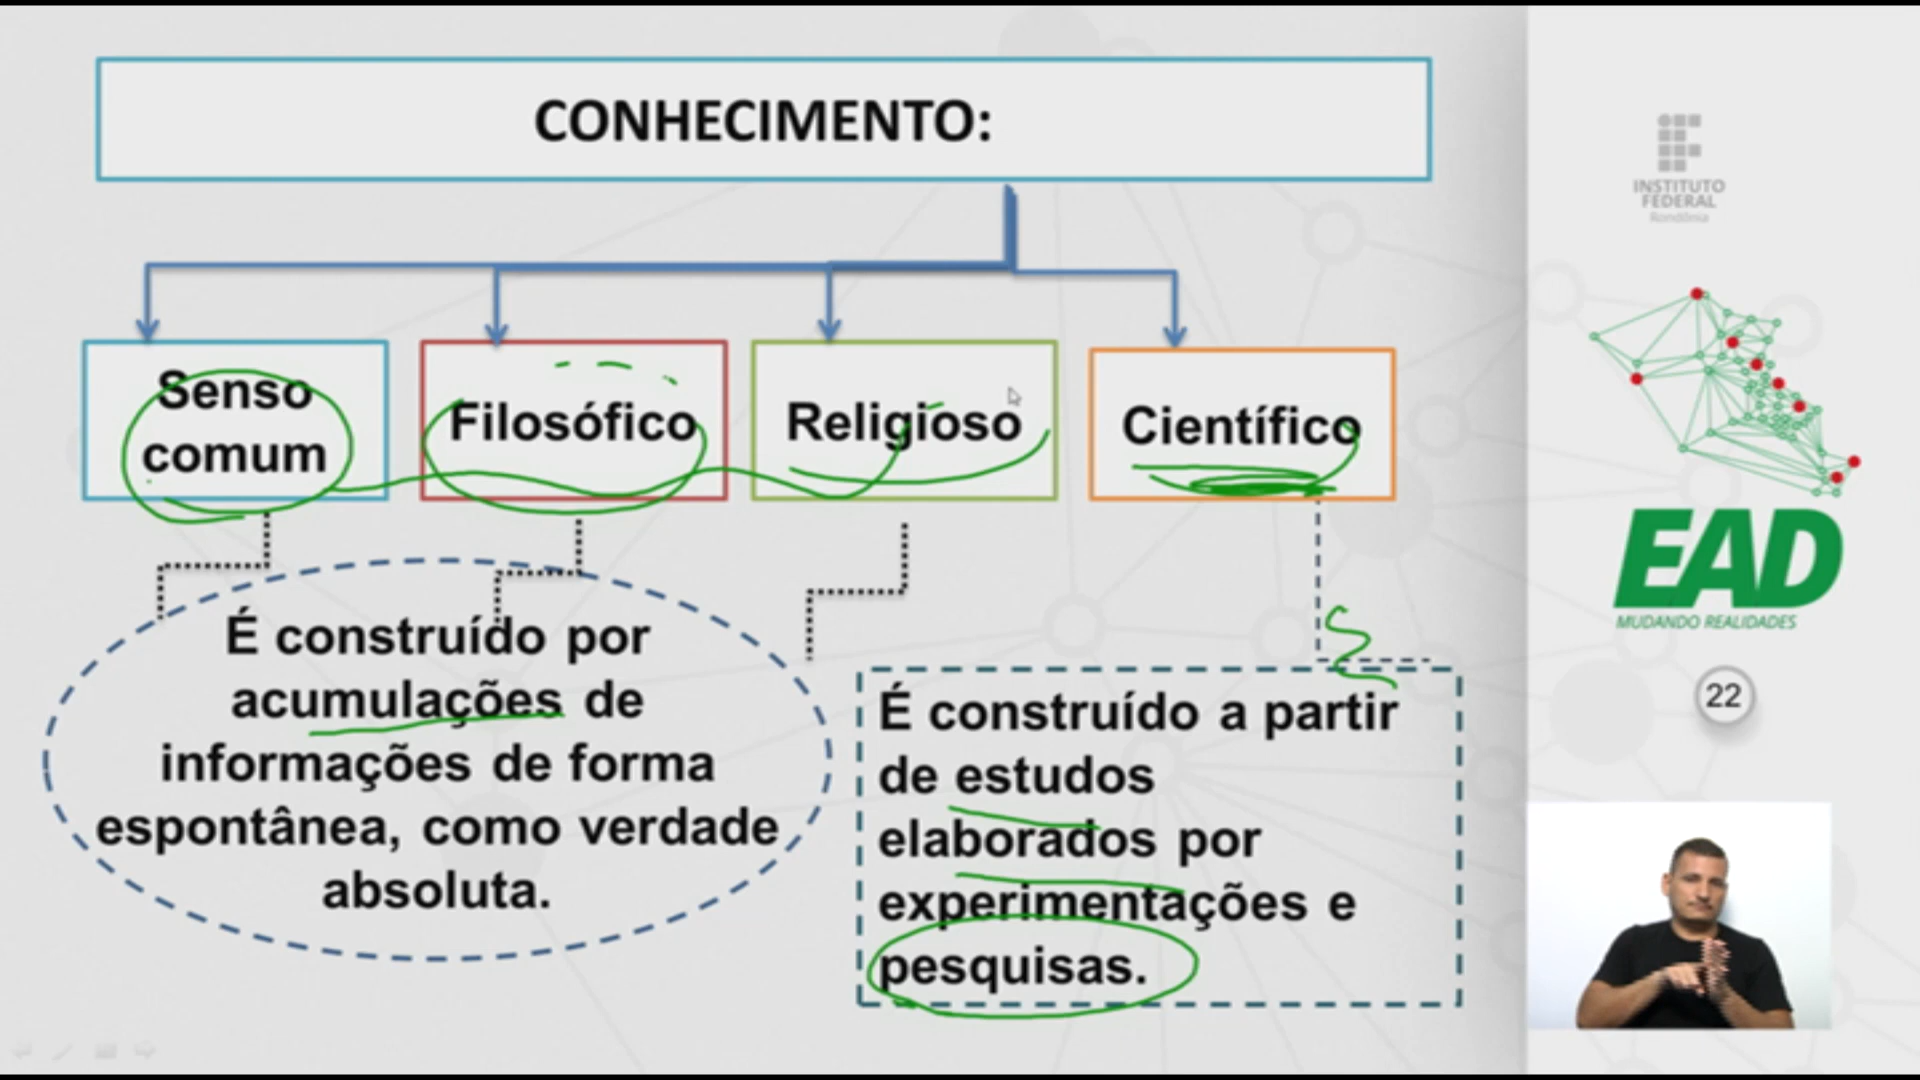 CONHECIMENTO:
Senso
comum
Filosófico
Religioso
Científico
É construído por
acumulações de
informações de forma
espontânea, como verdade
absoluta.
É construído a partir
de estudos
elaborados por
experimentações e
pesquisas.
INSTITUTO
FEDERAL
Rondônia
EAD
MUDANDO REALIDADES
22